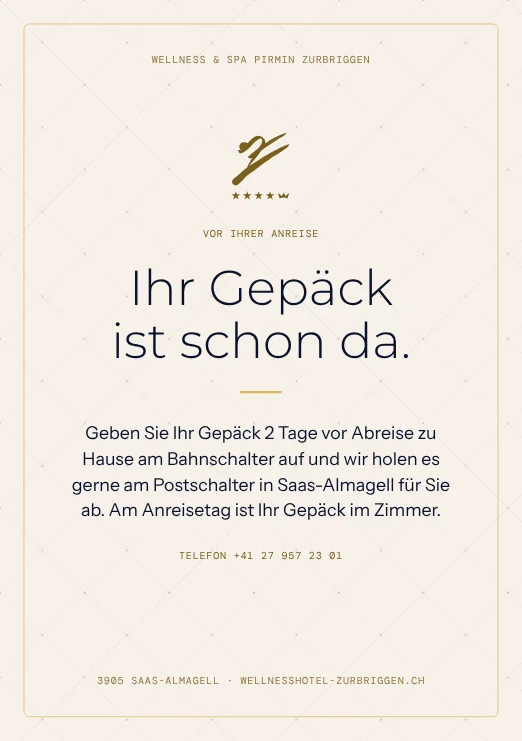 WELLNESS & SPA PIRMIN ZURBRIGGEN
VOR IHRER ANREISE
Ihr Gepäck
ist schon da.
Geben Sie Ihr Gepäck 2 Tage vor Abreise zu
Hause am Bahnschalter auf und wir holen es
gerne am Postschalter in Saas-Almagell für Sie
ab. Am Anreisetag ist Ihr Gepäck im Zimmer.
TELEFON +41 27 957 23 01
3905 SAAS-ALMAGELL · WELLNESSHOTEL-ZURBRIGGEN.CH